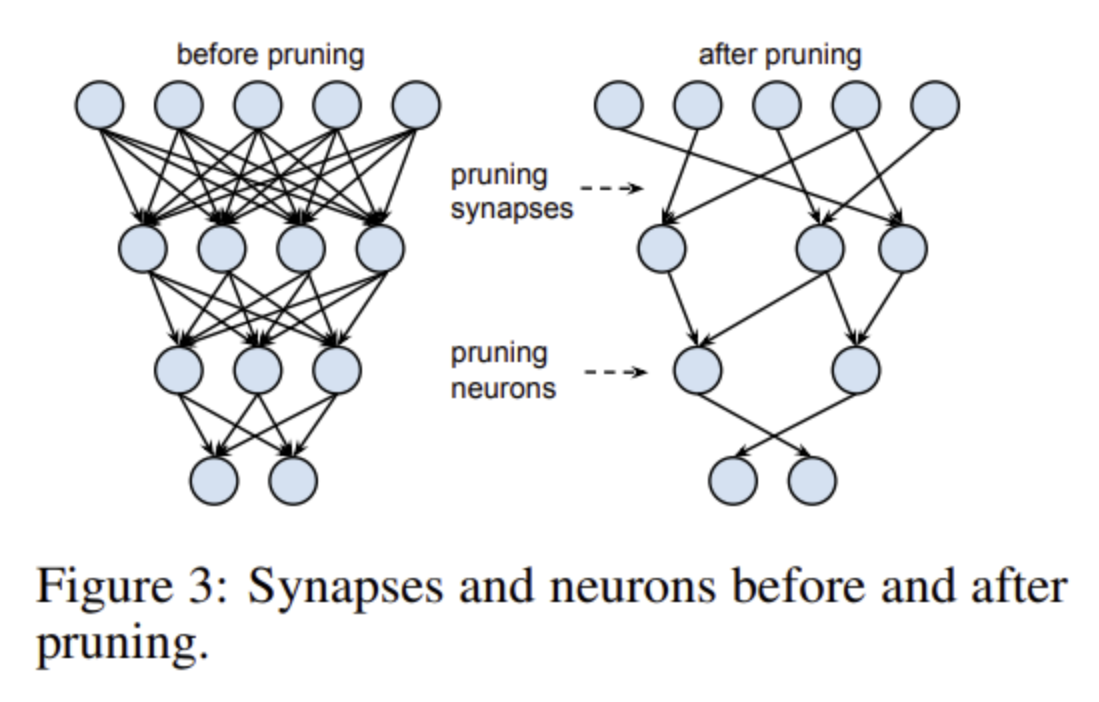 before pruning
after pruning
pruning
synapses
pruning
neurons
Figure 3: Synapses and neurons before and after
pruning.